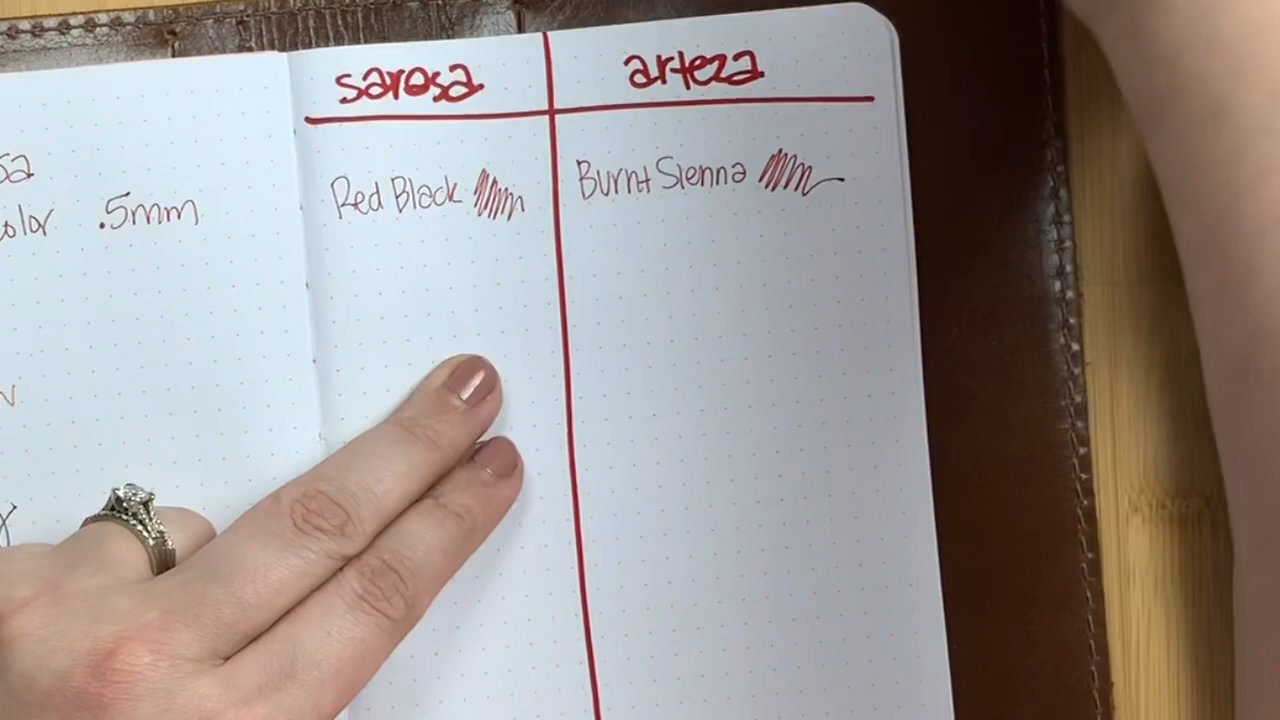 sarasa
arteza
Red Black
Burnt Sienna
.5mm